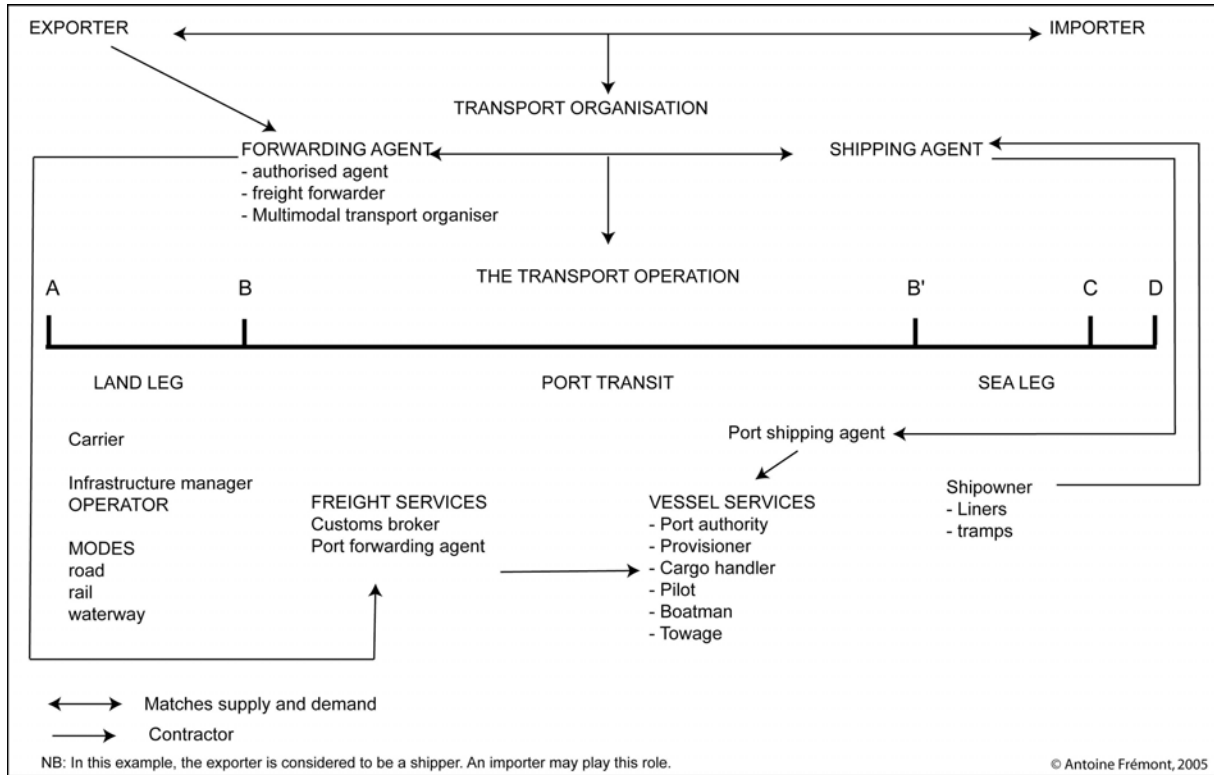 EXPORTER
IMPORTER
TRANSPORT ORGANISATION
FORWARDING AGENT
- authorised agent
- freight forwarder
- Multimodal transport organiser
SHIPPING AGENT
THE TRANSPORT OPERATION
A
B
B'
C
D
LAND LEG
PORT TRANSIT
SEA LEG
Carrier
Infrastructure manager
OPERATOR
MODES
road
rail
waterway
FREIGHT SERVICES
Customs broker
Port forwarding agent
Port shipping agent
VESSEL SERVICES
- Port authority
- Provisioner
- Cargo handler
- Pilot
- Boatman
- Towage
Shipowner
- Liners
- tramps
Matches supply and demand
Contractor
NB: In this example, the exporter is considered to be a shipper. An importer may play this role.
© Antoine Frémont, 2005